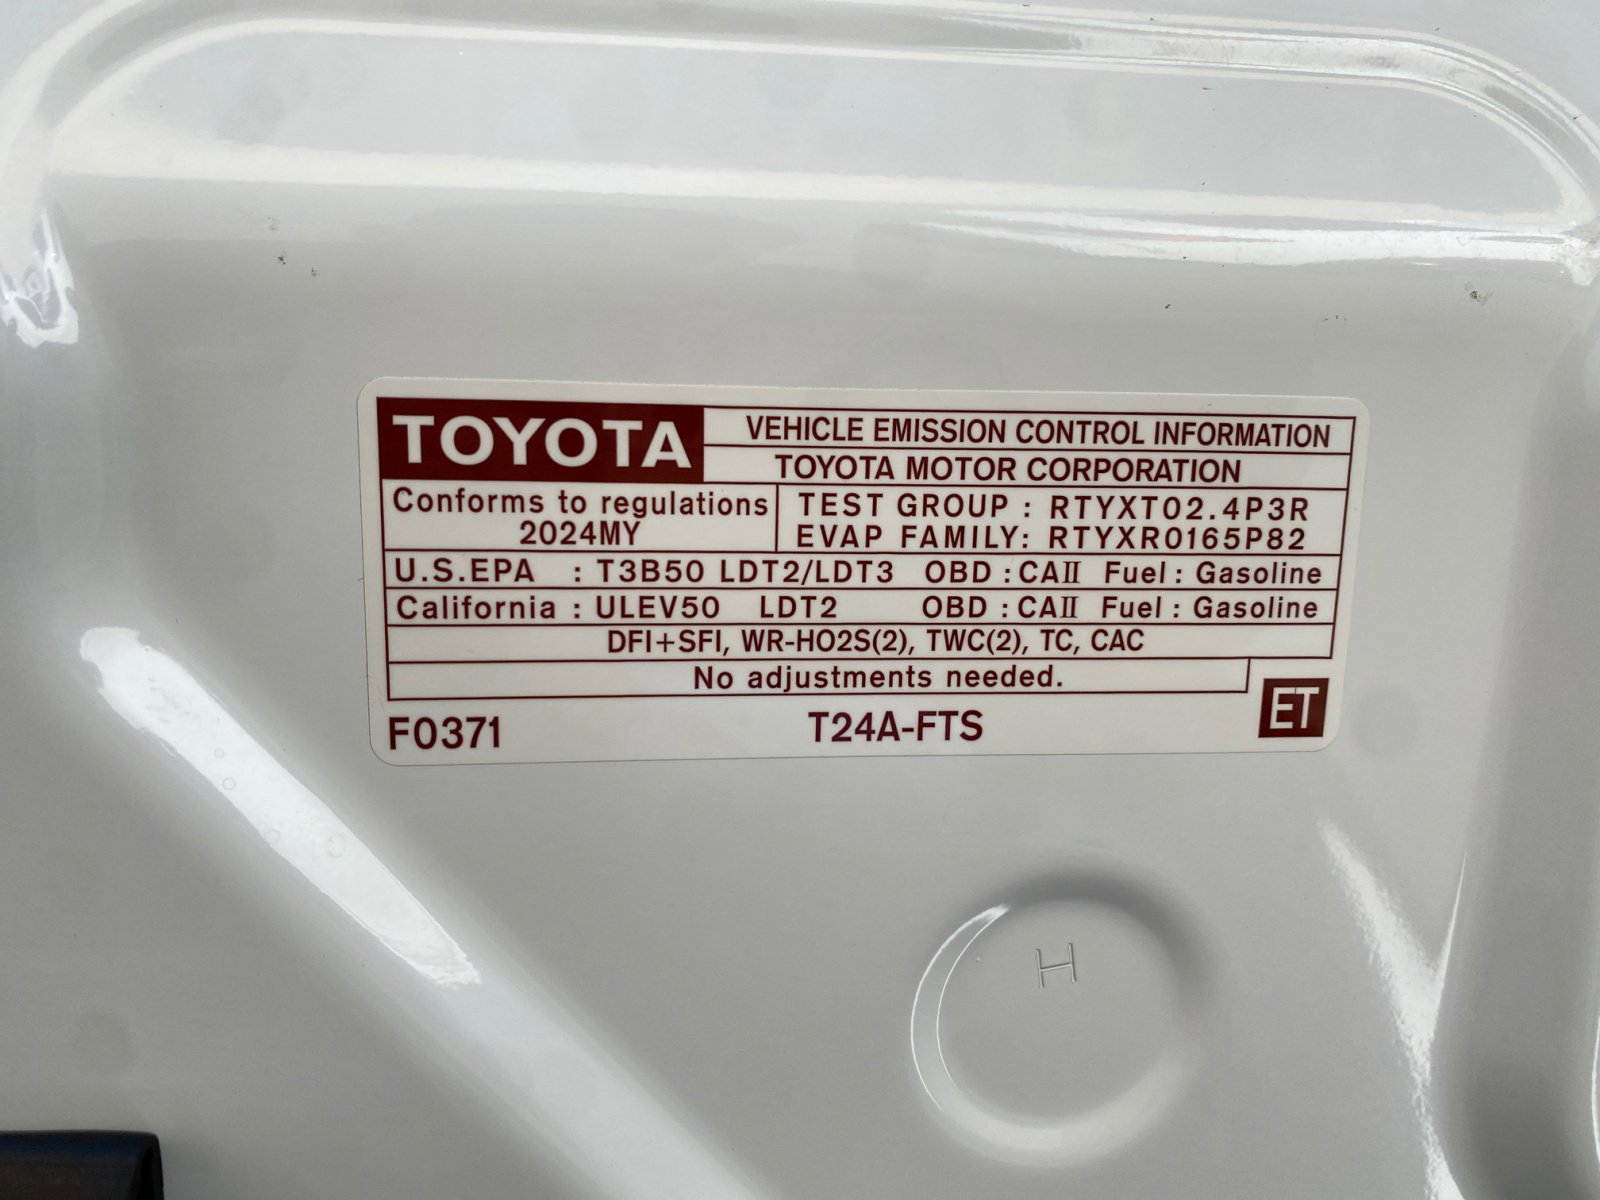 TOYOTA
VEHICLE EMISSION CONTROL INFORMATION
TOYOTA MOTOR CORPORATION
Conforms to regulations
2024MY
TEST GROUP : RTYXT02.4P3R
EVAP FAMILY: RTYXR0165P82
U.S.EPA : T3B50 LDT2/LDT3 OBD : CAⅡ Fuel : Gasoline
California : ULEV50 LDT2 OBD : CAⅡ Fuel : Gasoline
DFI+SFI, WR-HO2S(2), TWC(2), TC, CAC
No adjustments needed.
F0371
T24A-FTS
ET
H